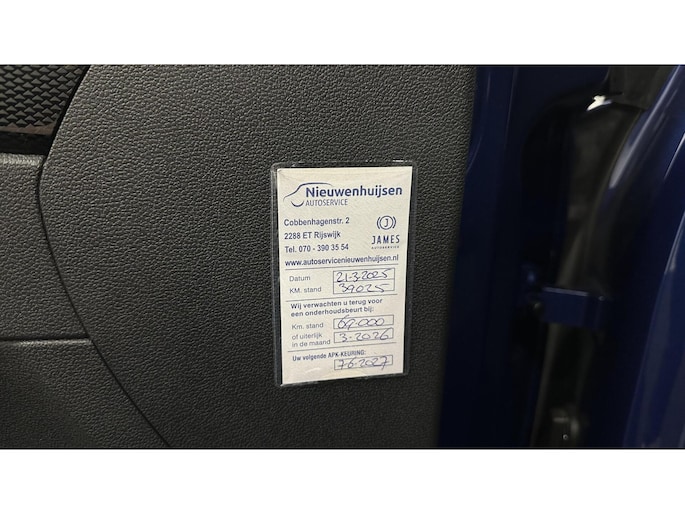 Nieuwenhuijsen
AUTOSERVICE
Cobbenhagenstr. 2
2288 ET Rijswijk
Tel. 070 - 390 35 54
J
JAMES
AUTOSERVICE
www.autoservicenieuwenhuijsen.nl
Datum 21-3-2025
KM. stand 39025
Wij verwachten u terug voor
een onderhoudsbeurt bij:
Km. stand 69.000
of uiterlijk
in de maand 3-2026
Uw volgende APK-KEURING:
7-6-2027